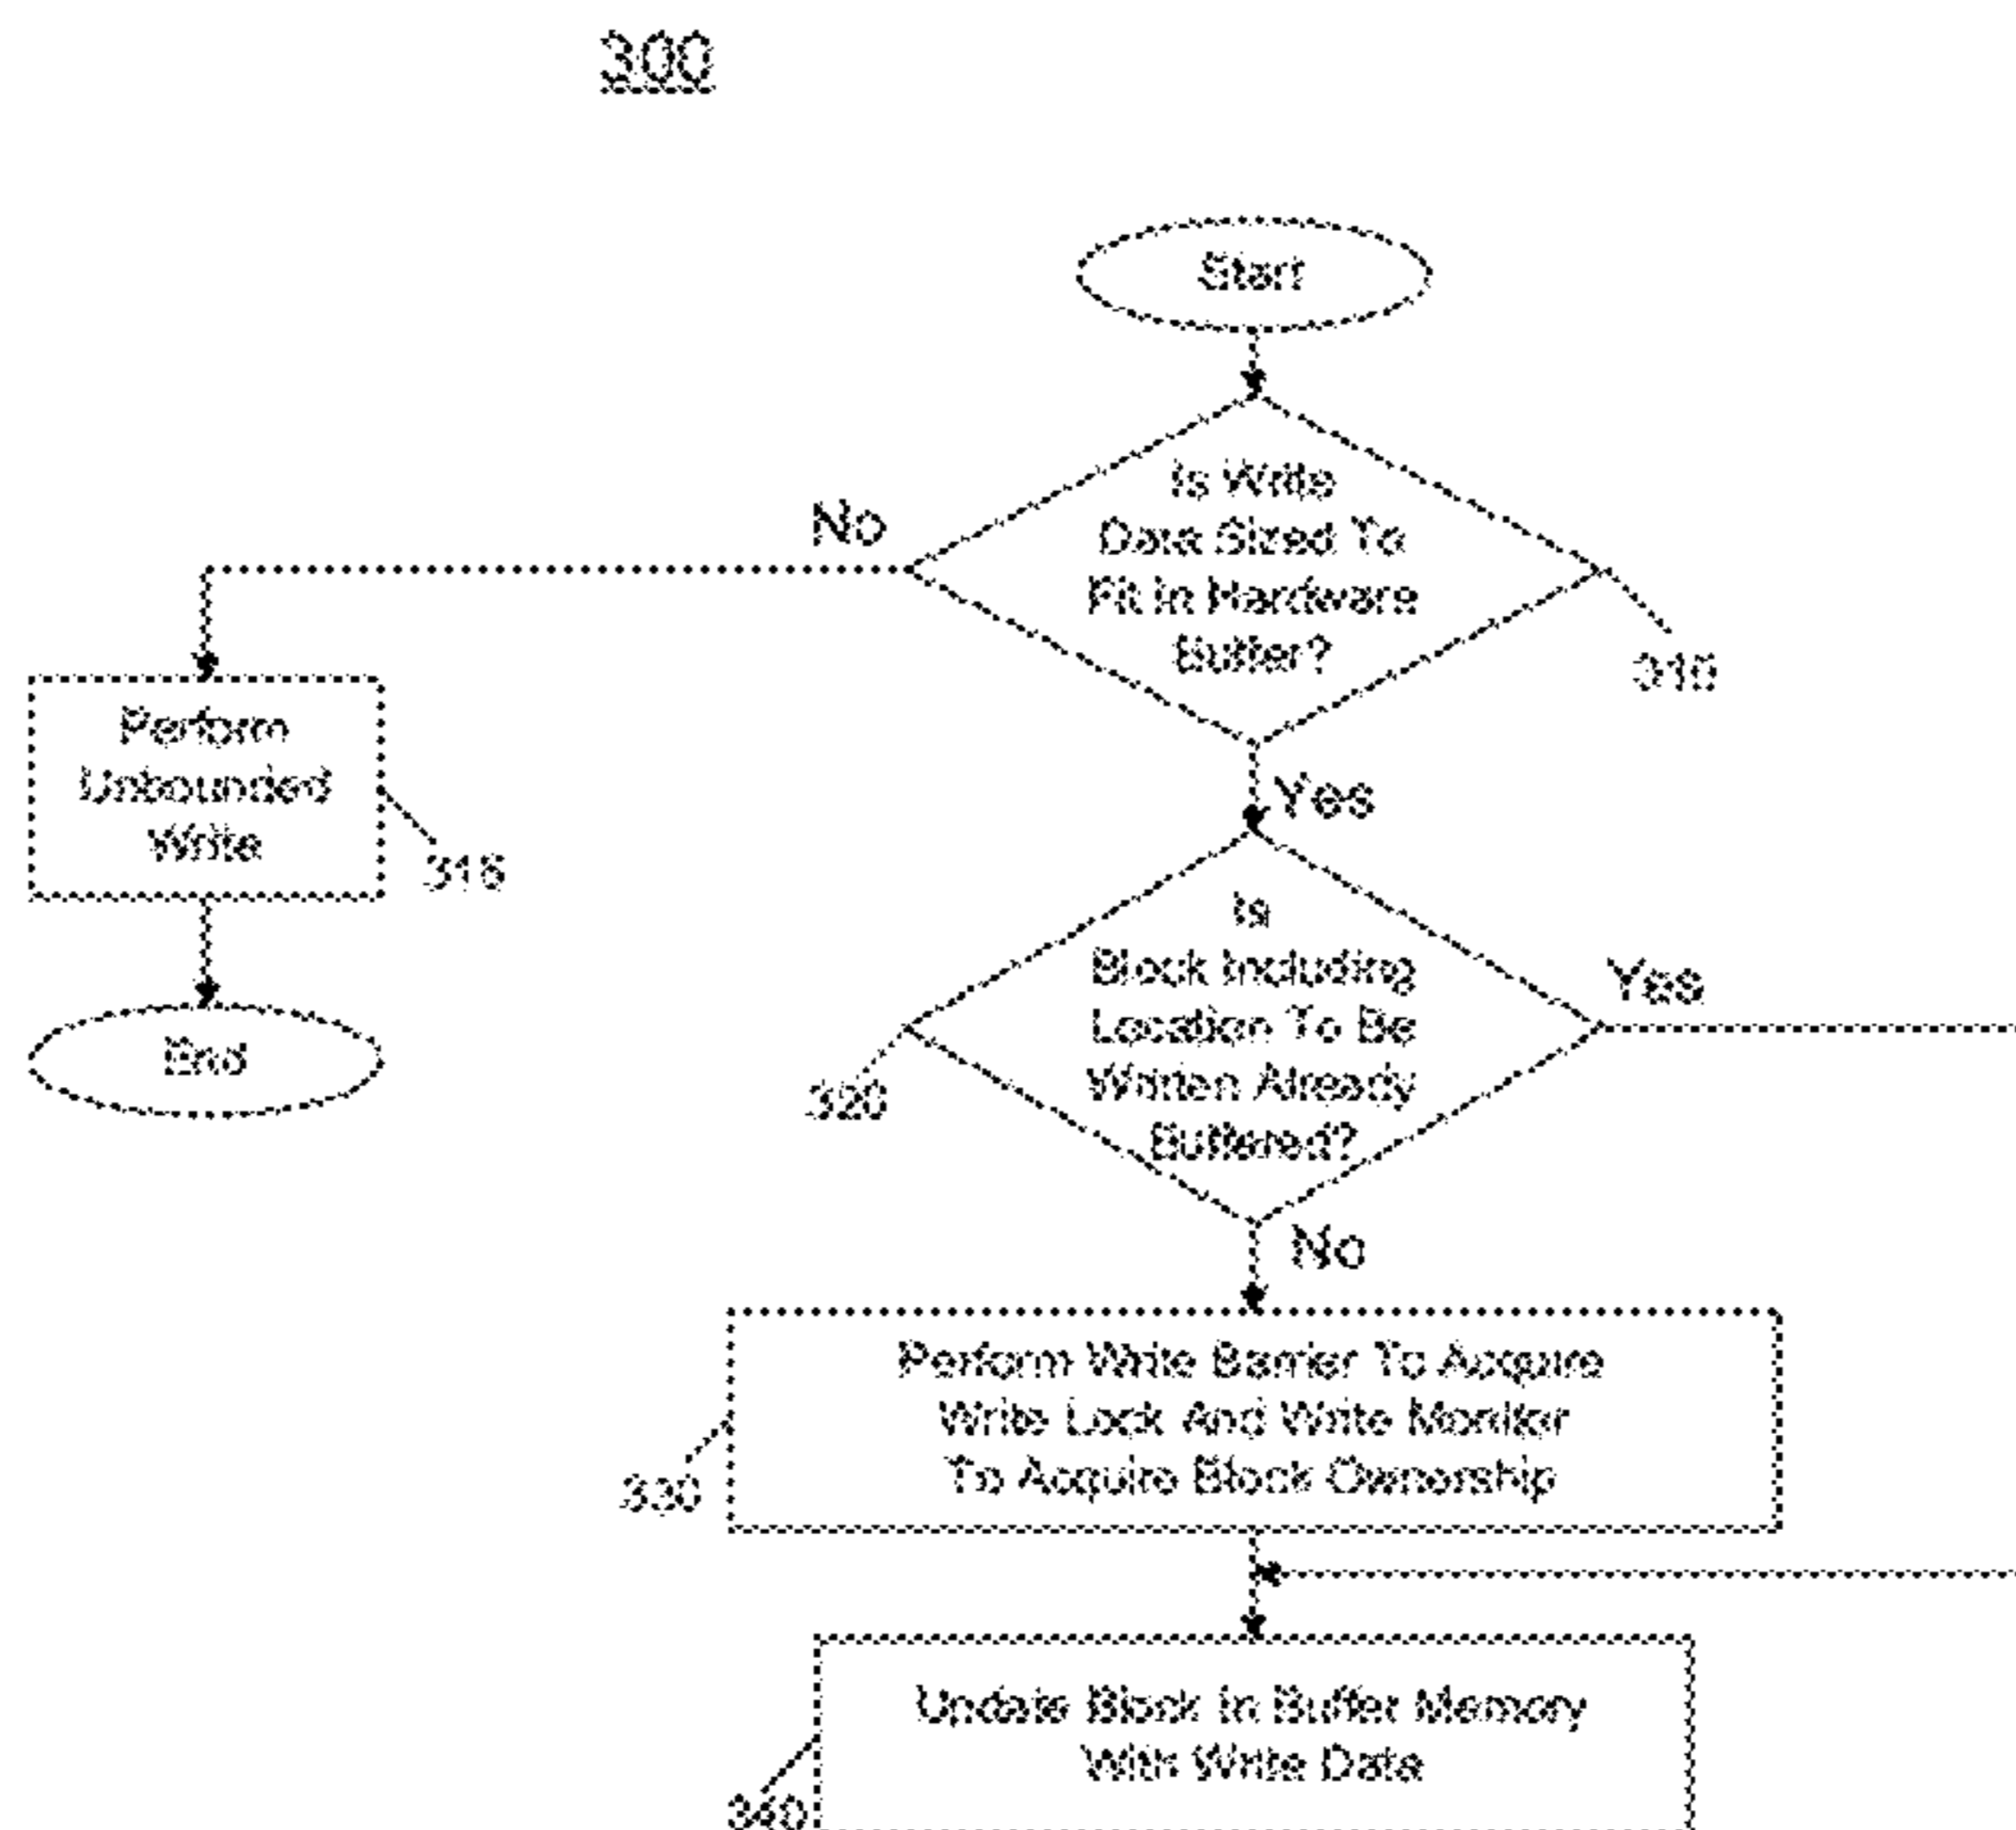 300
Start
Is Write
Data Sized To
Fit In Hardware
Buffer?
No
310
Perform
Unbounded
Write
315
Yes
End
Is
Block Including
Location To Be
Written Already
Buffered?
Yes
320
No
Perform Write Barrier To Acquire
Write Lock And Write Monitor
To Acquire Block Ownership
330
Update Block In Buffer Memory
With Write Data
340